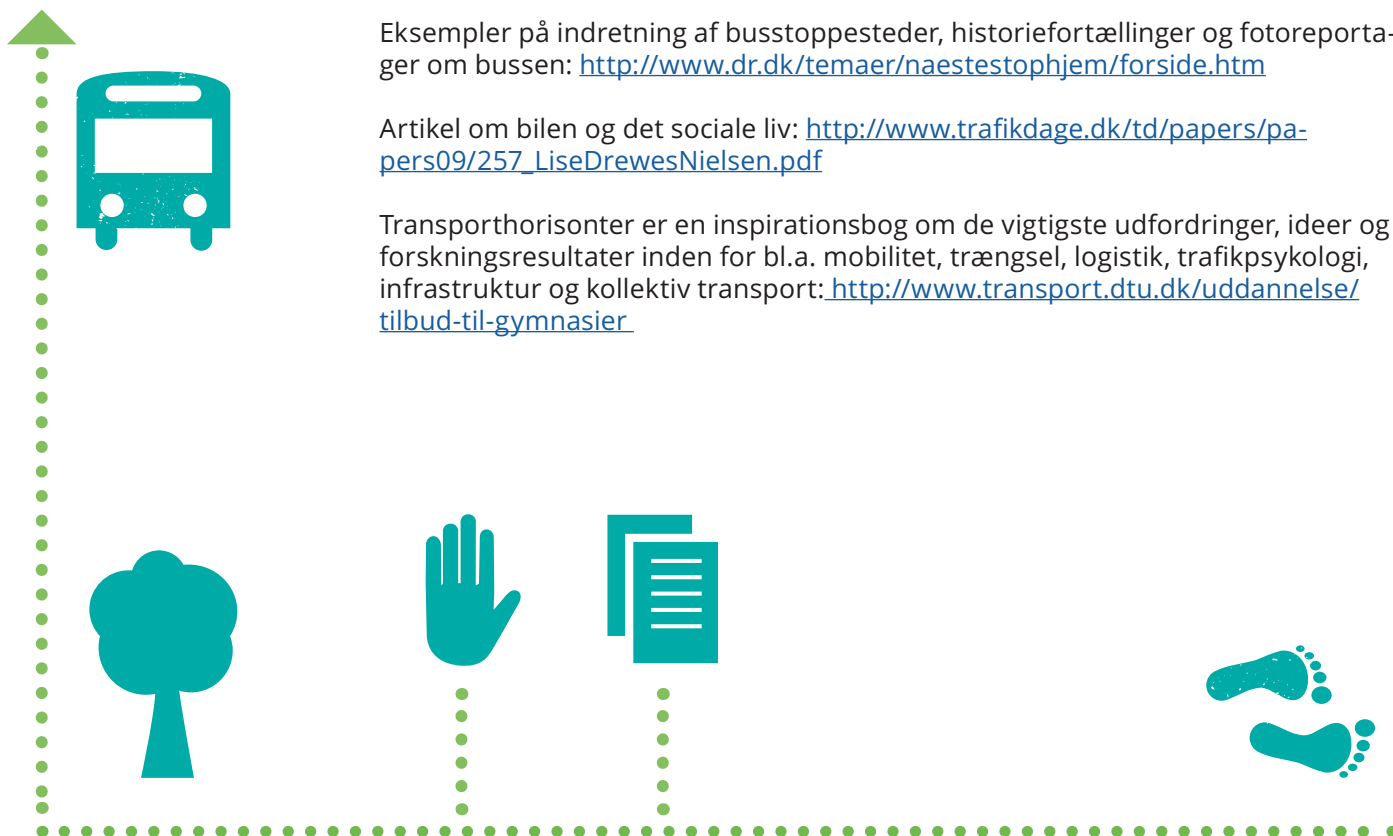 Eksempler på indretning af busstoppesteder, historiefortællinger og fotoreporta-
ger om bussen: http://www.dr.dk/temaer/naestestophjem/forside.htm
Artikel om bilen og det sociale liv: http://www.trafikdage.dk/td/papers/pa-
pers09/257_LiseDrewesNielsen.pdf
Transporthorisonter er en inspirationsbog om de vigtigste udfordringer, ideer og
forskningsresultater inden for bl.a. mobilitet, trængsel, logistik, trafikpsykologi,
infrastruktur og kollektiv transport: http://www.transport.dtu.dk/uddannelse/
tilbud-til-gymnasier